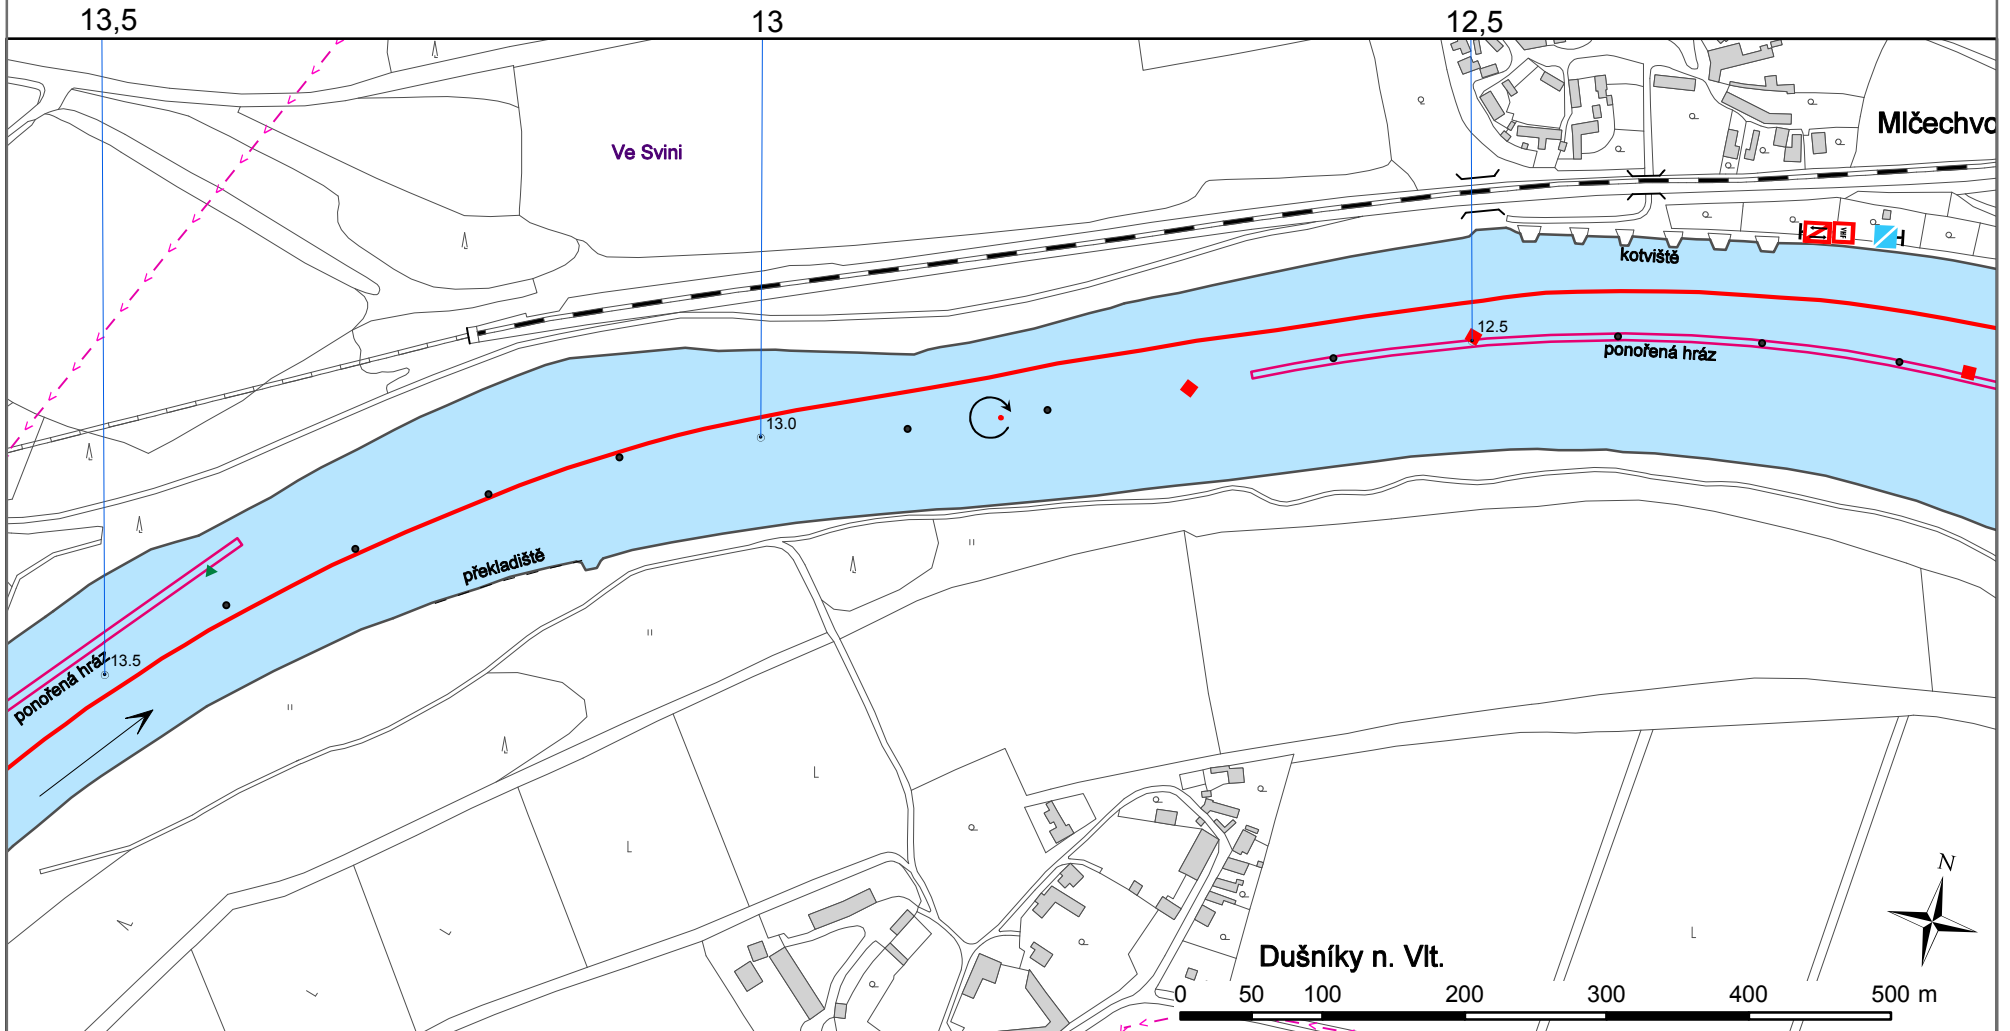 13,5
13
12,5
Ve Svini
Mlčechvo
VHF
kotviště
12.5
ponořená hráz
13.0
překladiště
13.5
ponořená hráz
N
Dušníky n. Vlt.
0 50 100 200 300 400 500 m